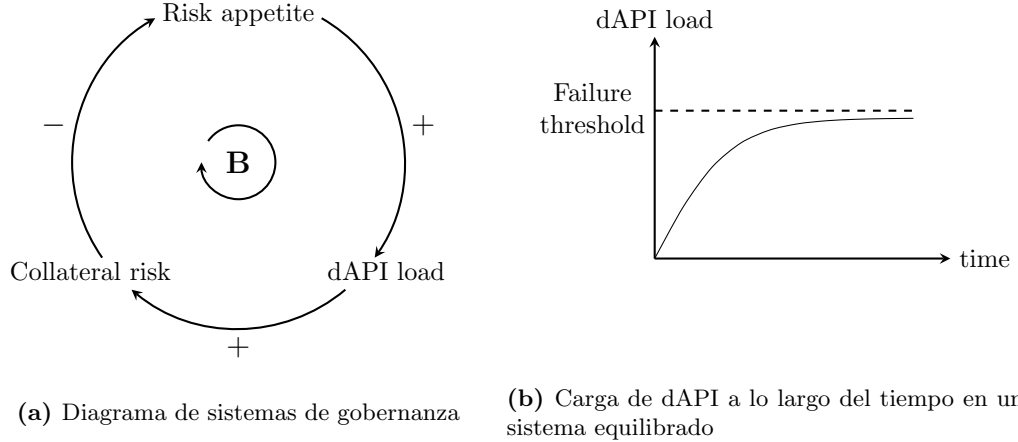 Risk appetite
−
+
B
Collateral risk
dAPI load
+
(a) Diagrama de sistemas de gobernanza
dAPI load
Failure
threshold
time
(b) Carga de dAPI a lo largo del tiempo en un
sistema equilibrado